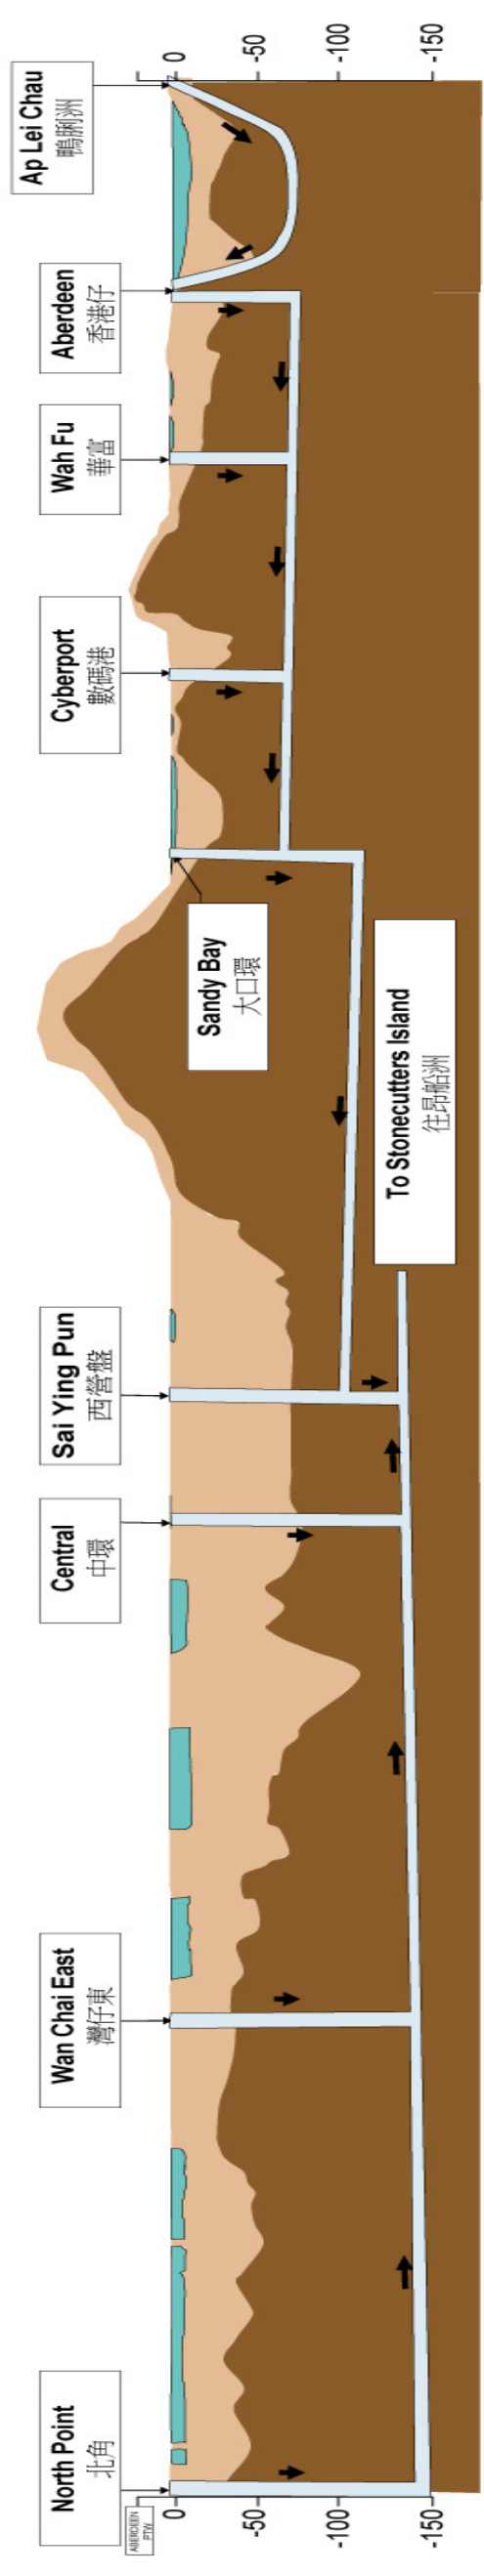 North Point
北角
Wan Chai East
灣仔東
Central
中環
Sai Ying Pun
西營盤
Cyberport
數碼港
Wah Fu
華富
Aberdeen
香港仔
Ap Lei Chau
鴨脷洲
ABERDEEN
PTW
0
-50
-100
-150
Sandy Bay
大口環
To Stonecutters Island
往昂船洲
0
-50
-100
-150